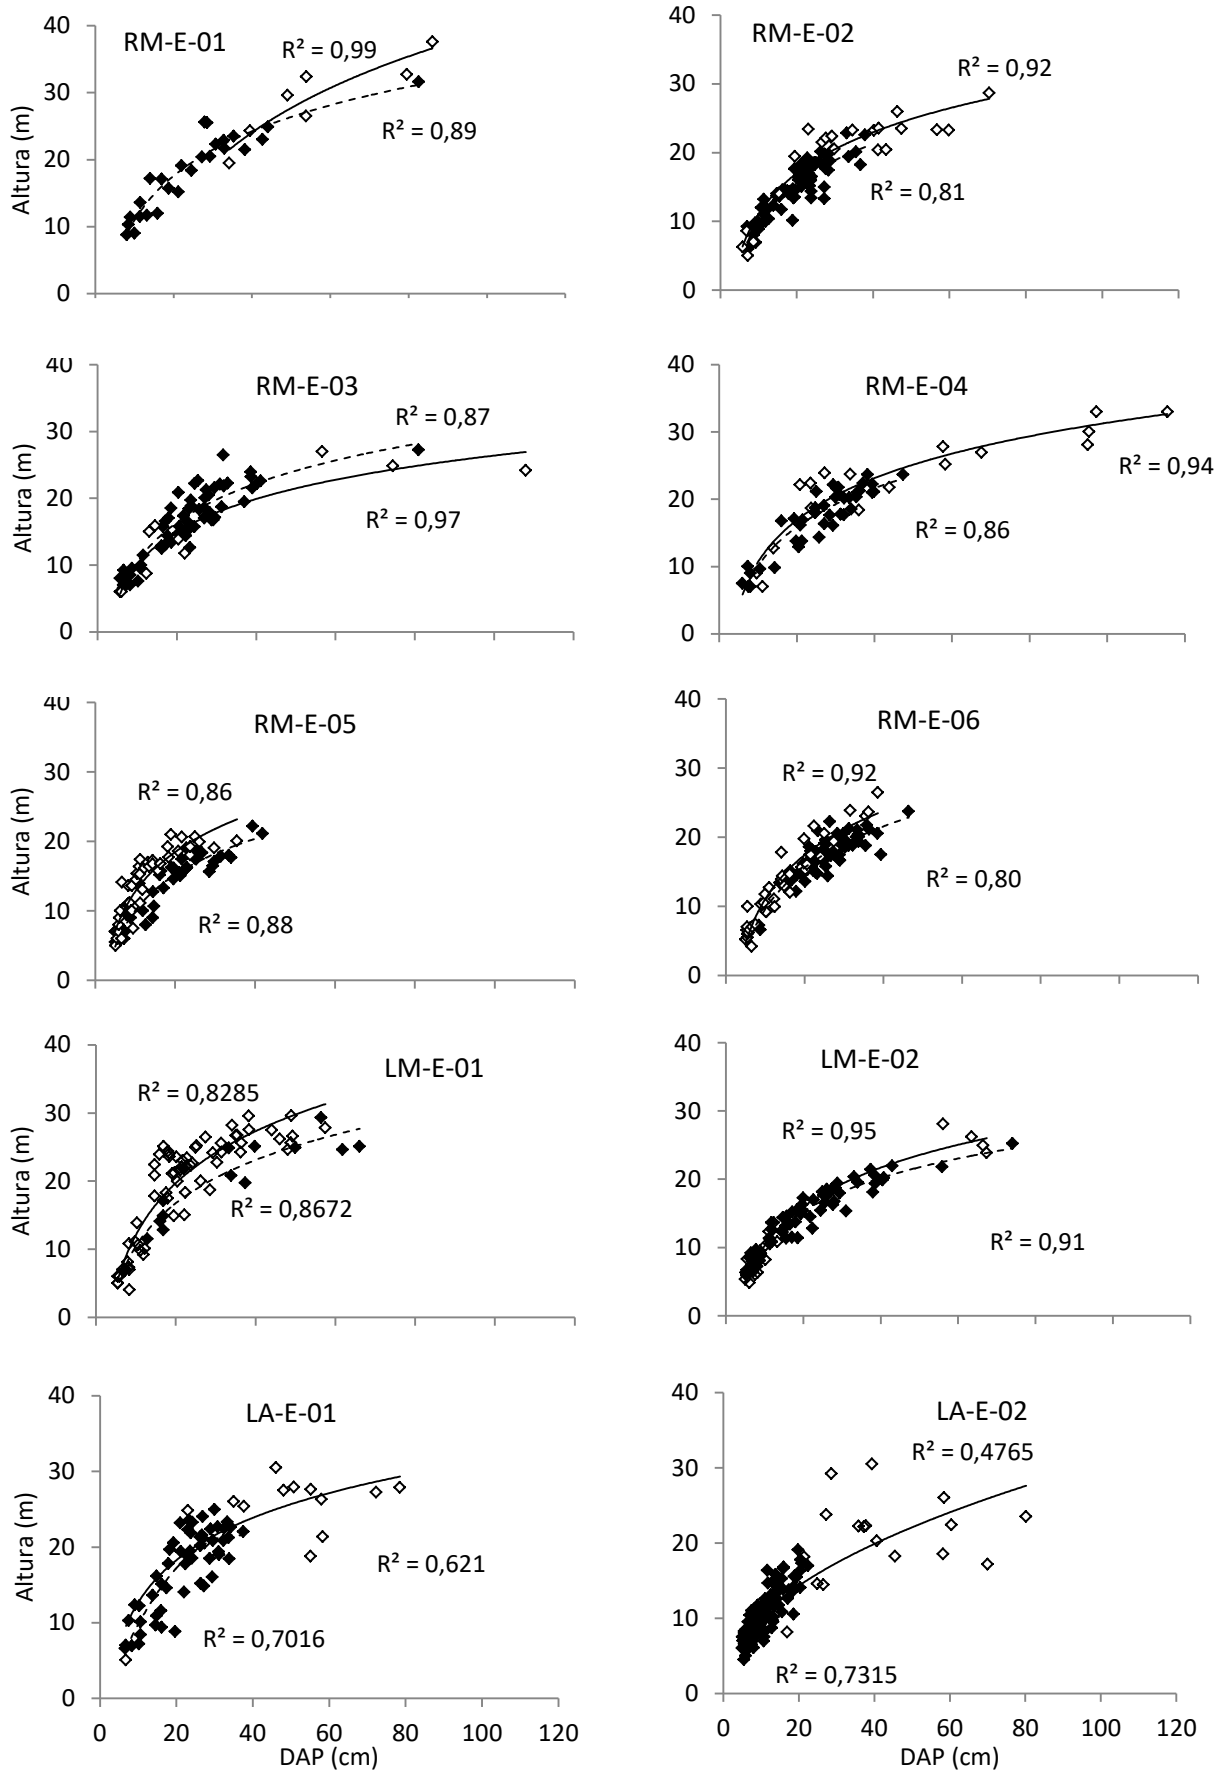 RM-E-01
R² = 0,99
R² = 0,89
Altura (m)
40
30
20
10
0
RM-E-02
R² = 0,92
R² = 0,81
40
30
20
10
0
RM-E-03
R² = 0,87
R² = 0,97
Altura (m)
40
30
20
10
0
RM-E-04
R² = 0,94
R² = 0,86
40
30
20
10
0
RM-E-05
R² = 0,86
R² = 0,88
Altura (m)
40
30
20
10
0
RM-E-06
R² = 0,92
R² = 0,80
40
30
20
10
0
LM-E-01
R² = 0,8285
R² = 0,8672
Altura (m)
40
30
20
10
0
LM-E-02
R² = 0,95
R² = 0,91
40
30
20
10
0
LA-E-01
R² = 0,621
R² = 0,7016
Altura (m)
40
30
20
10
0
0 20 40 60 80 100 120
DAP (cm)
LA-E-02
R² = 0,4765
R² = 0,7315
40
30
20
10
0
0 20 40 60 80 100 120
DAP (cm)